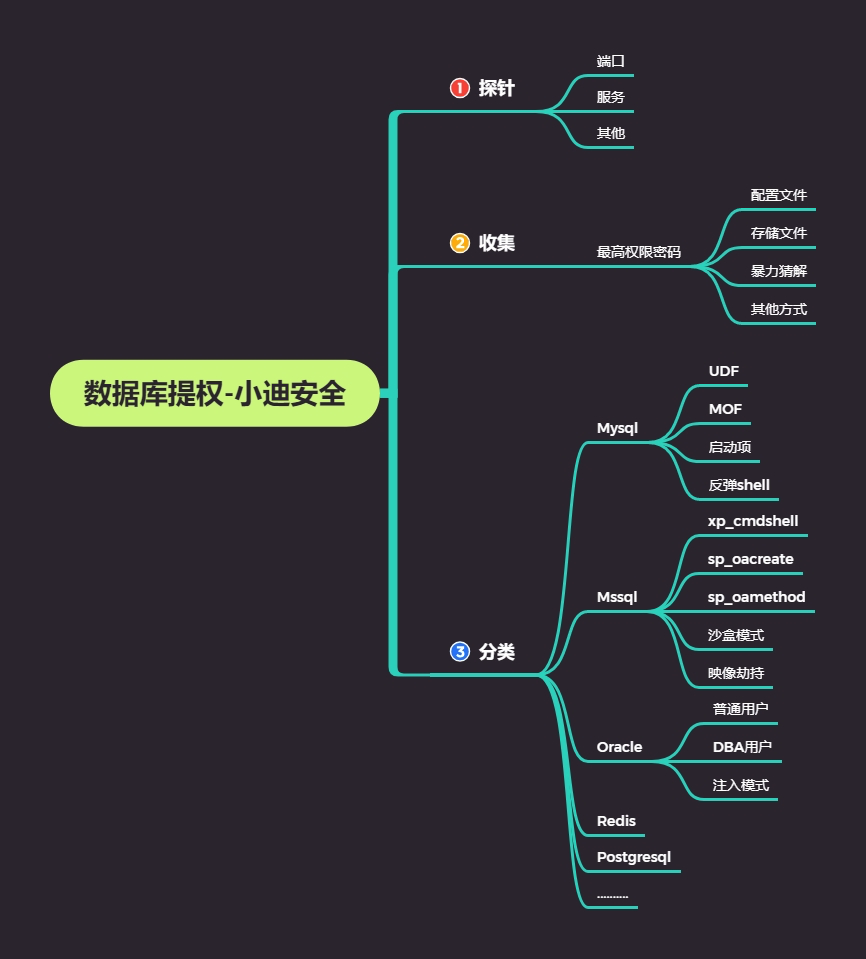 数据库提权-小迪安全
1 探针
端口
服务
其他
2 收集
最高权限密码
配置文件
存储文件
暴力猜解
其他方式
3 分类
Mysql
UDF
MOF
启动项
反弹shell
Mssql
xp_cmdshell
sp_oacreate
sp_oamethod
沙盒模式
映像劫持
Oracle
普通用户
DBA用户
注入模式
Redis
Postgresql
..........